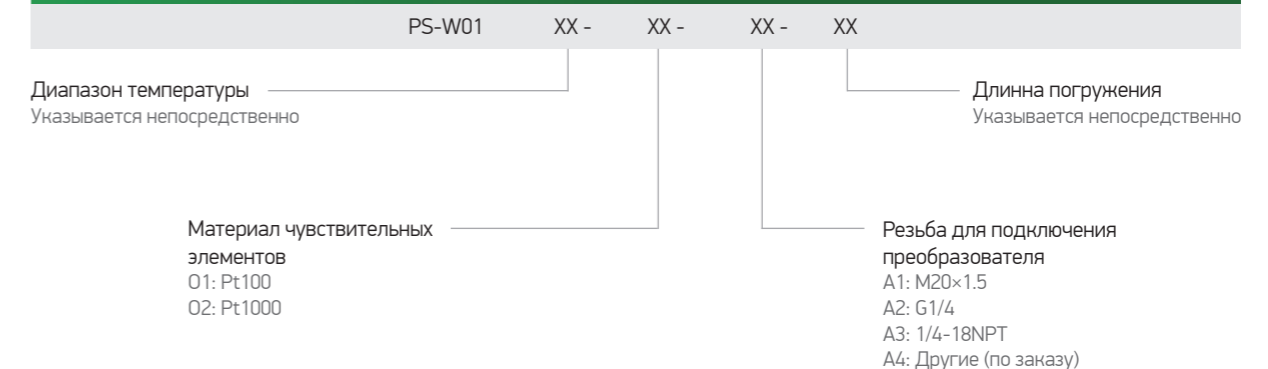 PS-W01 XX - XX - XX - XX
Диапазон температуры
Указывается непосредственно
Длинна погружения
Указывается непосредственно
Материал чувствительных
элементов
O1: Pt100
O2: Pt1000
Резьба для подключения
преобразователя
A1: M20×1.5
A2: G1/4
A3: 1/4-18NPT
A4: Другие (по заказу)